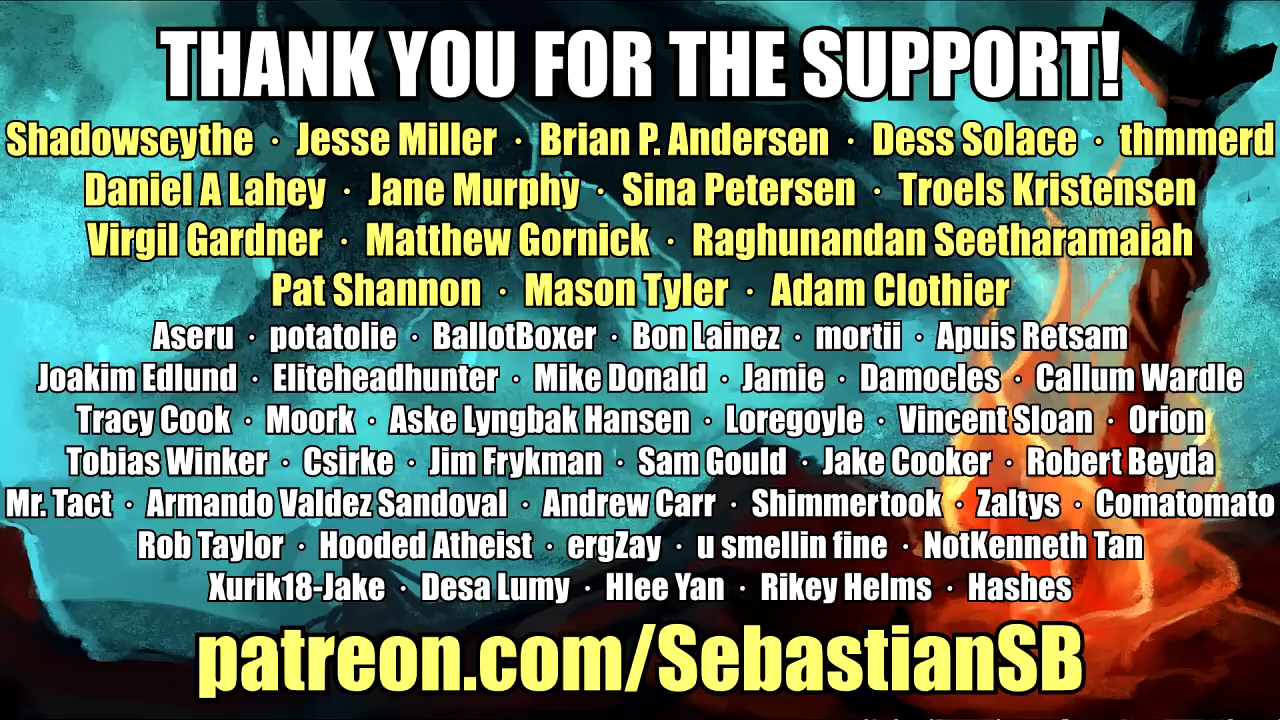 THANK YOU FOR THE SUPPORT!
Shadowscythe · Jesse Miller · Brian P. Andersen · Dess Solace · thmmerd
Daniel A Lahey · Jane Murphy · Sina Petersen · Troels Kristensen
Virgil Gardner · Matthew Gornick · Raghunandan Seetharamaiah
Pat Shannon · Mason Tyler · Adam Clothier
Aseru · potatolie · BallotBoxer · Bon Lainez · mortii · Apuis Retsam
Joakim Edlund · Eliteheadhunter · Mike Donald · Jamie · Damocles · Callum Wardle
Tracy Cook · Moork · Aske Lyngbak Hansen · Loregoyle · Vincent Sloan · Orion
Tobias Winker · Csirke · Jim Frykman · Sam Gould · Jake Cooker · Robert Beyda
Mr. Tact · Armando Valdez Sandoval · Andrew Carr · Shimmertook · Zaltys · Comatomato
Rob Taylor · Hooded Atheist · ergZay · u smellin fine · NotKenneth Tan
Xurik18-Jake · Desa Lumy · Hlee Yan · Rikey Helms · Hashes
patreon.com/SebastianSB